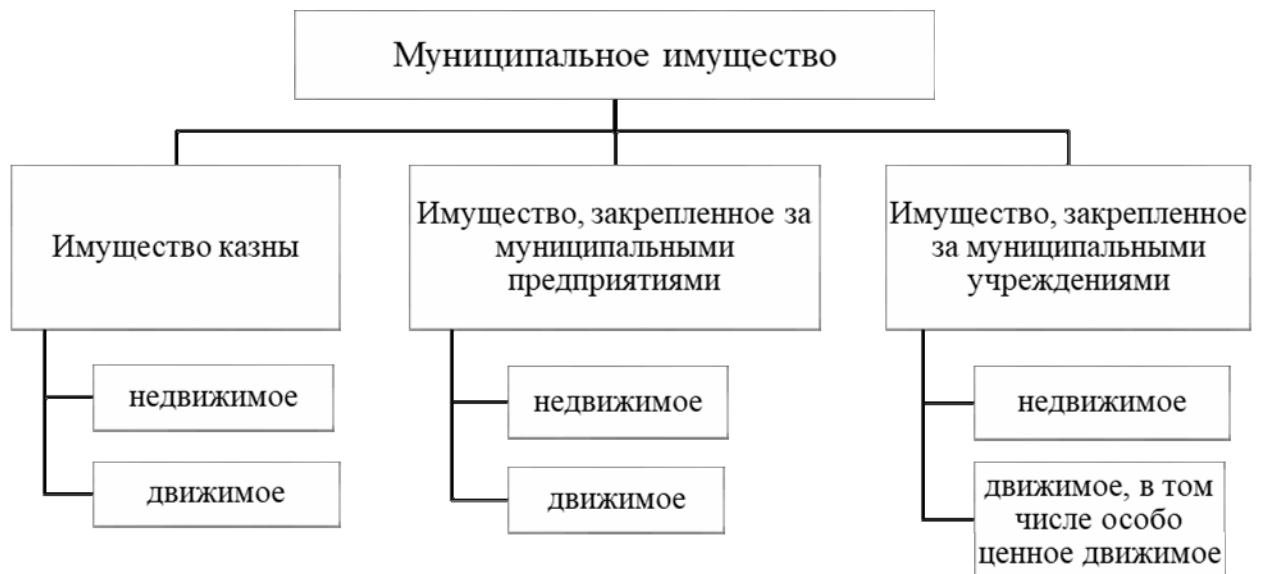 Муниципальное имущество
Имущество казны
Имущество, закрепленное за
муниципальными
предприятиями
Имущество, закрепленное
за муниципальными
учреждениями
недвижимое
движимое
недвижимое
движимое
недвижимое
движимое, в том
числе особо
ценное движимое